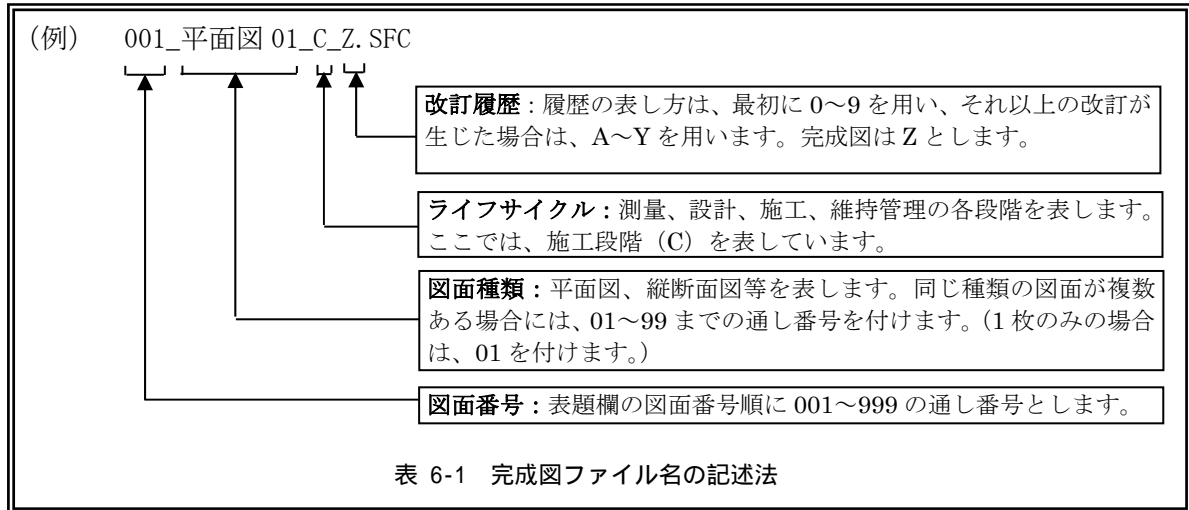 (例) 001_平面図 01_C_Z.SFC
改訂履歴：履歴の表し方は、最初に 0～9 を用い、それ以上の改訂が
生じた場合は、A～Y を用います。完成図は Z とします。
ライフサイクル：測量、設計、施工、維持管理の各段階を表します。
ここでは、施工段階（C）を表しています。
図面種類：平面図、縦断面図等を表します。同じ種類の図面が複数
ある場合には、01～99 までの通し番号を付けます。（1 枚のみの場合
は、01 を付けます。）
図面番号：表題欄の図面番号順に 001～999 の通し番号とします。
表 6-1 完成図ファイル名の記述法